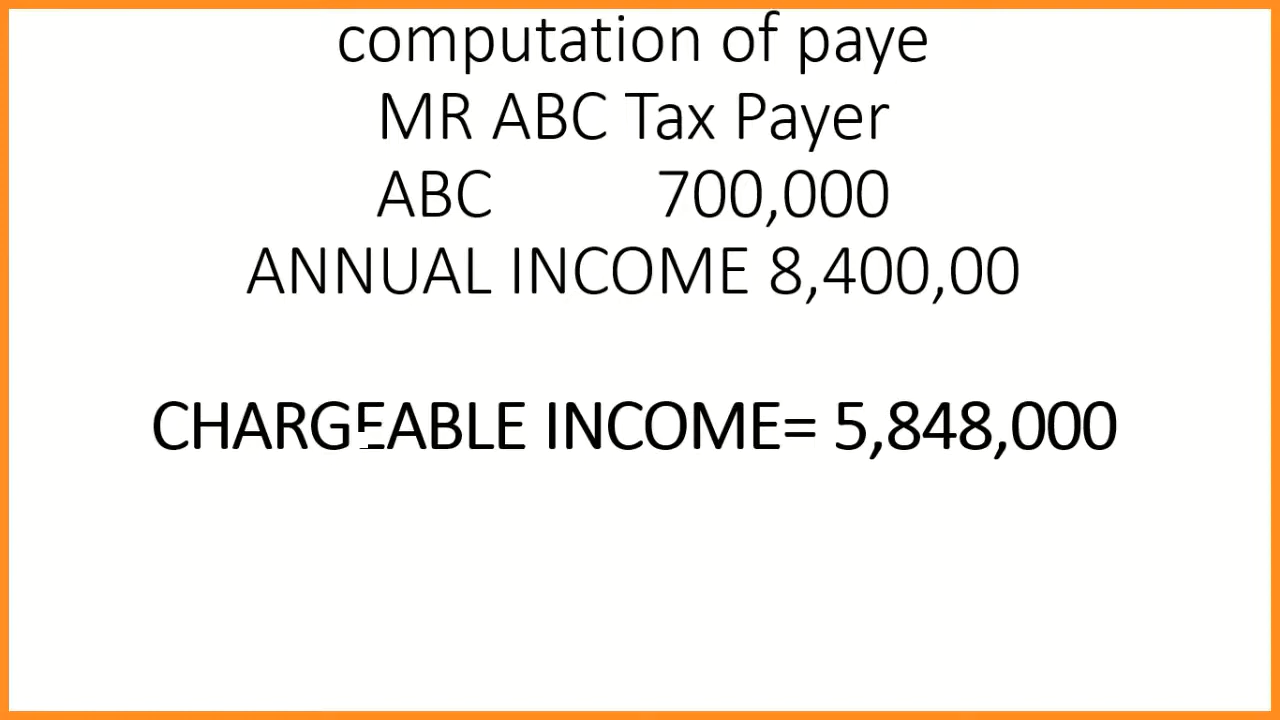 computation of paye
MR ABC Tax Payer
ABC 700,000
ANNUAL INCOME 8,400,00
CHARGEABLE INCOME= 5,848,000